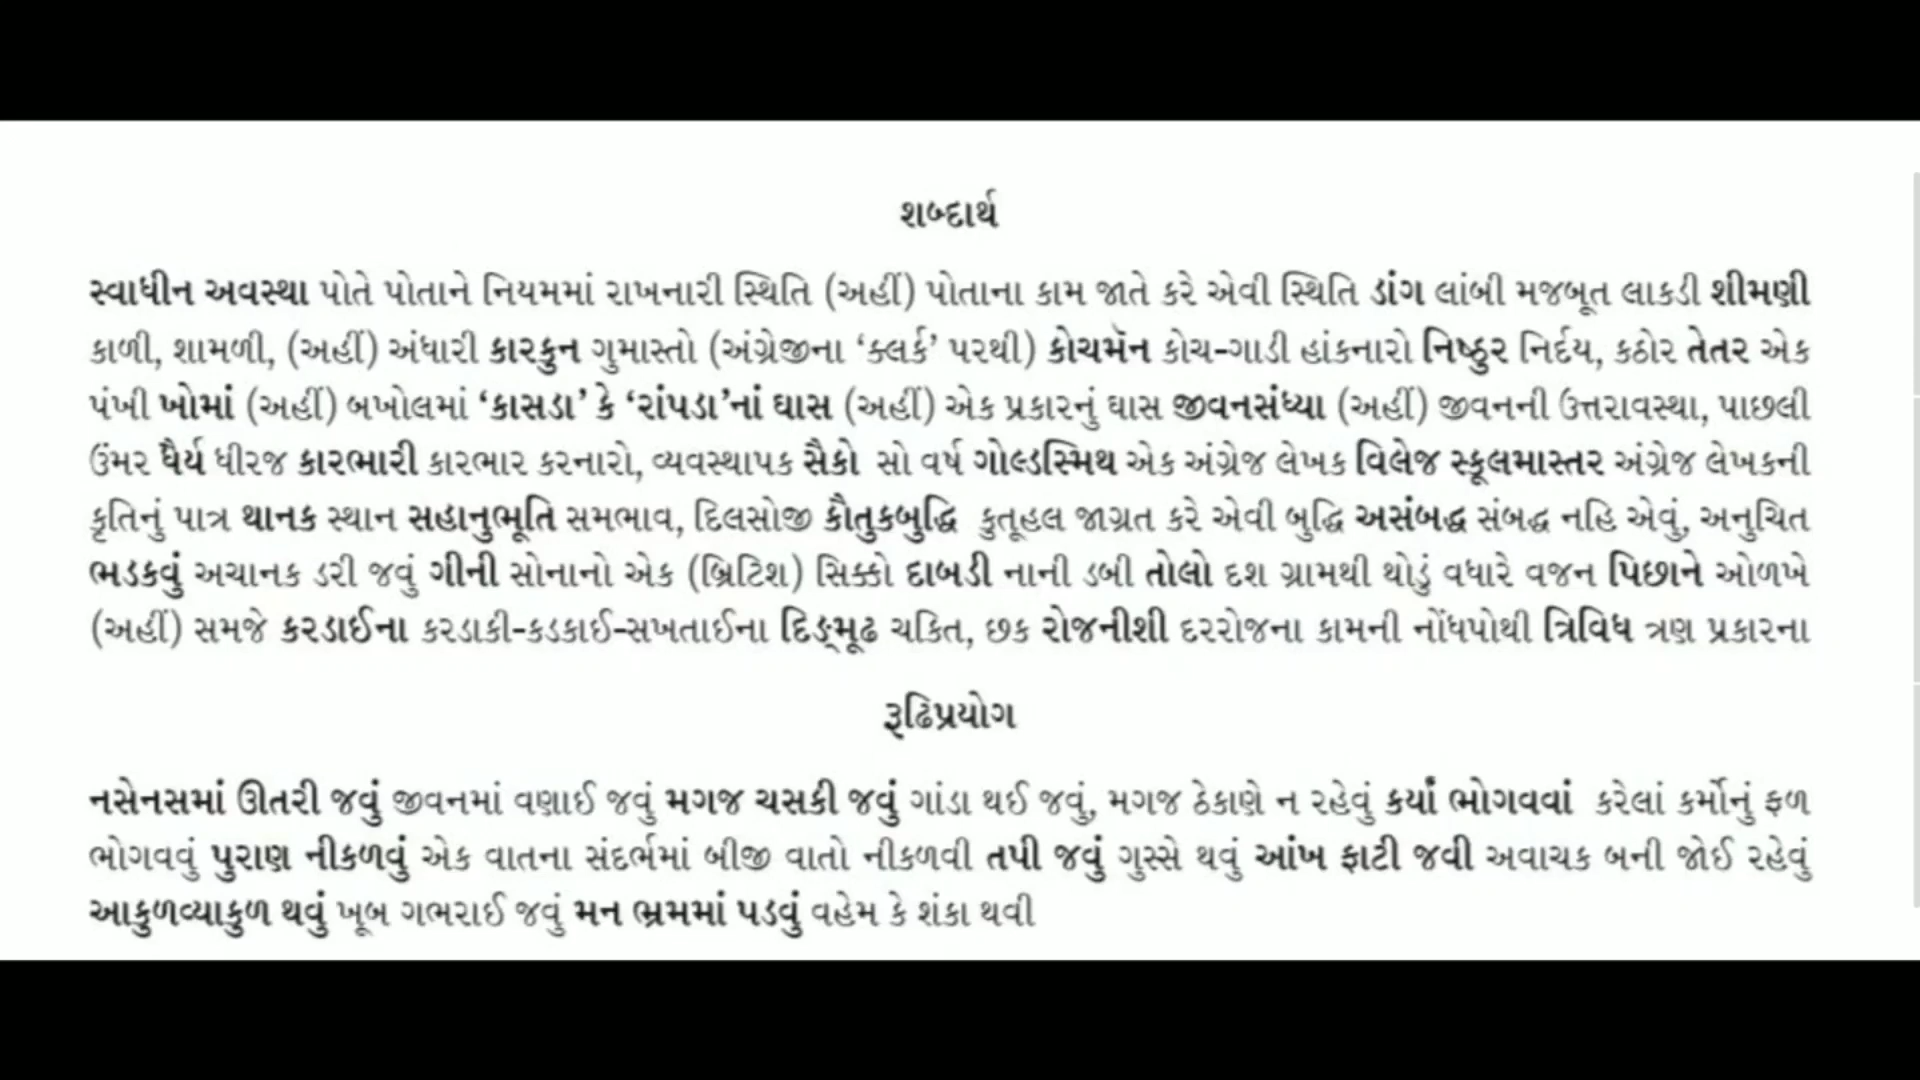 શબ્દાર્થ
સ્વાધીન અવસ્થા પોતે પોતાને નિયમમાં રાખનારી સ્થિતિ (અહીં) પોતાના કામ જાતે કરે એવી સ્થિતિ ડાંગ લાંબી મજબૂત લાકડી શીમણી
કાળી, શામળી, (અહીં) અંધારી કારકુન ગુમાસ્તો (અંગ્રેજીના ‘ક્લર્ક’ પરથી) કોચમૅન કોચ-ગાડી હાંકનારો નિષ્ઠુર નિર્દય, કઠોર તેતર એક
પંખી ખોમાં (અહીં) બખોલમાં ‘કાસડા’ કે ‘રાંપડા’નાં ઘાસ (અહીં) એક પ્રકારનું ઘાસ જીવનસંધ્યા (અહીં) જીવનની ઉત્તરાવસ્થા, પાછલી
ઉંમર ધૈર્ય ધીરજ કારભારી કારભાર કરનારો, વ્યવસ્થાપક સૈકો સો વર્ષ ગોલ્ડસ્મિથ એક અંગ્રેજ લેખક વિલેજ સ્કૂલમાસ્તર અંગ્રેજ લેખકની
કૃતિનું પાત્ર થાનક સ્થાન સહાનુભૂતિ સમભાવ, દિલસોજી કૌતુકબુદ્ધિ કુતૂહલ જાગ્રત કરે એવી બુદ્ધિ અસંબદ્ધ સંબદ્ધ નહિ એવું, અનુચિત
ભડકવું અચાનક ડરી જવું ગીની સોનાનો એક (બ્રિટિશ) સિક્કો દાબડી નાની ડબી તોલો દશ ગ્રામથી થોડું વધારે વજન પિછાને ઓળખે
(અહીં) સમજે કરડાઈના કરડાકી-કડકાઈ-સખતાઈના દિઙ્મૂઢ ચકિત, છક રોજનીશી દરરોજના કામની નોંધપોથી ત્રિવિધ ત્રણ પ્રકારના
રૂઢિપ્રયોગ
નસેનસમાં ઊતરી જવું જીવનમાં વણાઈ જવું મગજ ચસકી જવું ગાંડા થઈ જવું, મગજ ઠેકાણે ન રહેવું કર્યાં ભોગવવાં કરેલાં કર્મોનું ફળ
ભોગવવું પુરાણ નીકળવું એક વાતના સંદર્ભમાં બીજી વાતો નીકળવી તપી જવું ગુસ્સે થવું આંખ ફાટી જવી અવાચક બની જોઈ રહેવું
આકુળવ્યાકુળ થવું ખૂબ ગભરાઈ જવું મન ભ્રમમાં પડવું વહેમ કે શંકા થવી